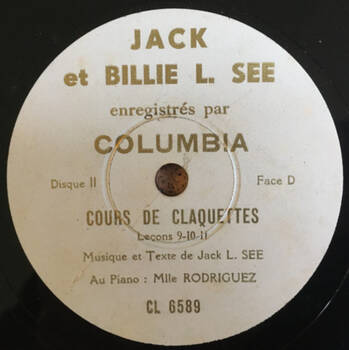 JACK
et BILLIE L. SEE
enregistrés par
COLUMBIA
Disque II Face D
COURS DE CLAQUETTES
Leçons 9-10-11
Musique et Texte de Jack L. SEE
Au Piano : Mlle RODRIGUEZ
CL 6589